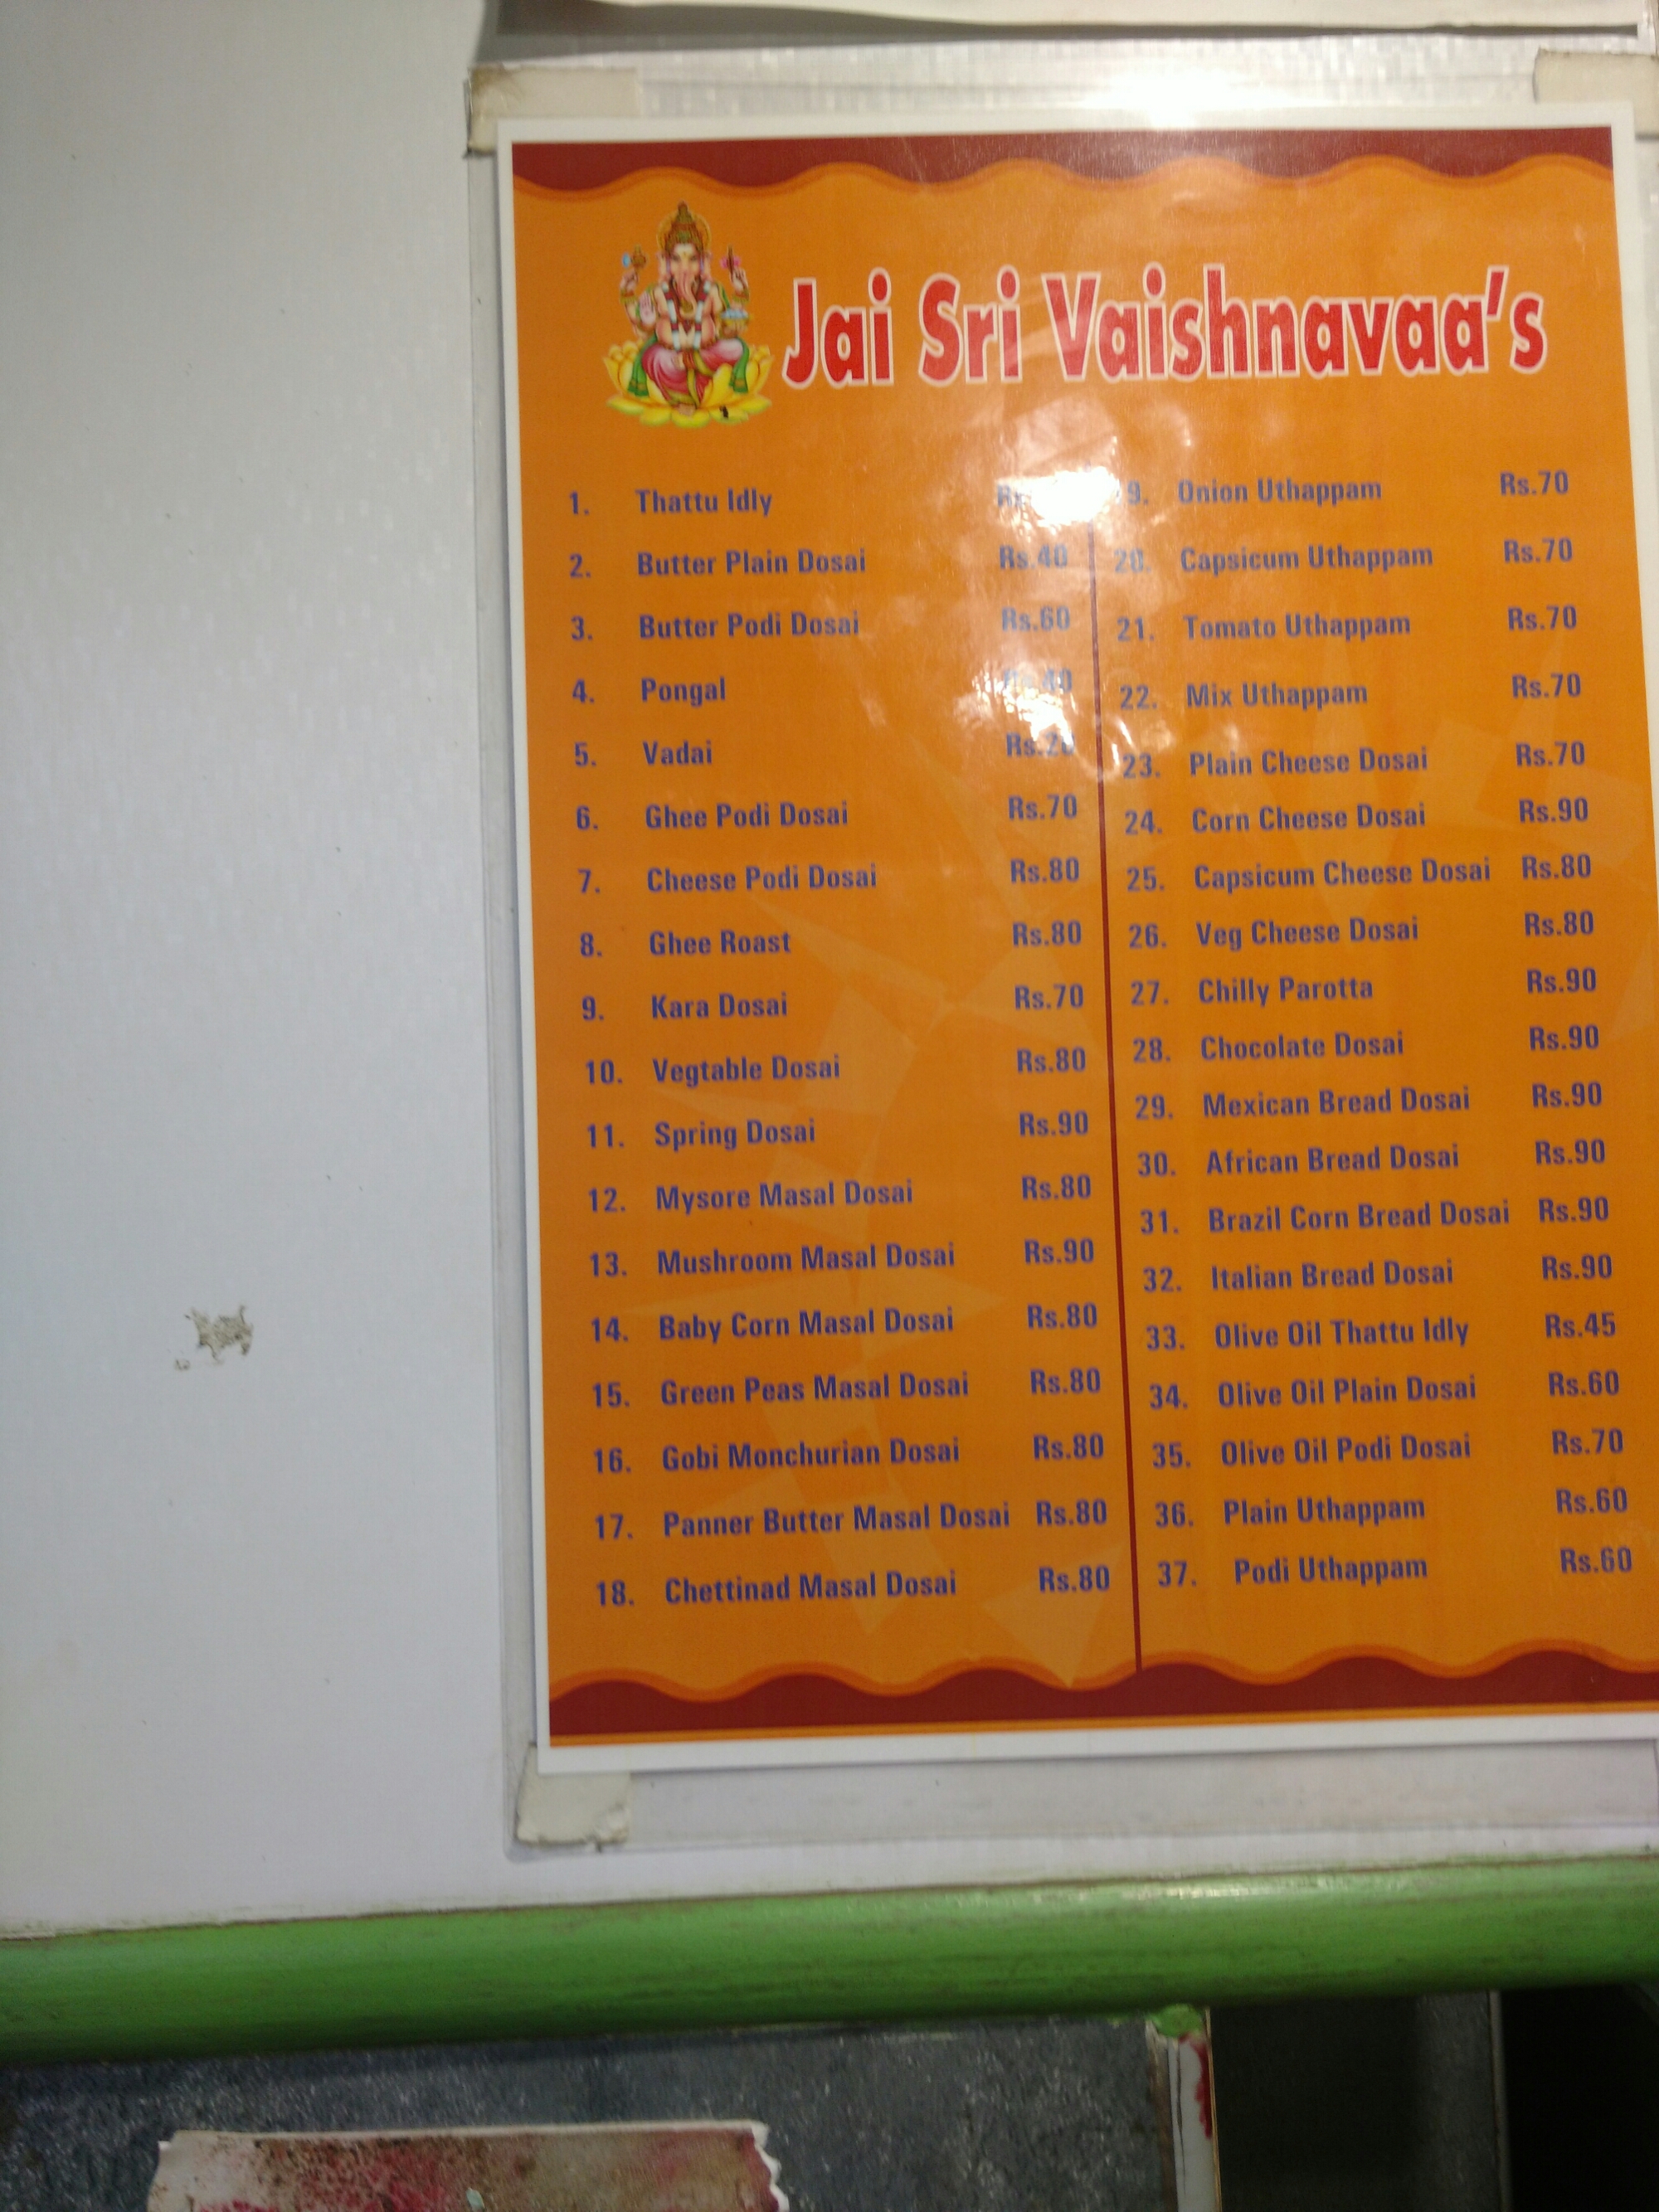 Jai Sri Vaishnavaa's
1. Thattu Idly
2. Butter Plain Dosai Rs.40
3. Butter Podi Dosai Rs.60
4. Pongal Rs.40
5. Vadai
6. Ghee Podi Dosai Rs.70
7. Cheese Podi Dosai Rs.80
8. Ghee Roast Rs.80
9. Kara Dosai Rs.70
10. Vegtable Dosai Rs.80
11. Spring Dosai Rs.90
12. Mysore Masal Dosai Rs.80
13. Mushroom Masal Dosai Rs.90
14. Baby Corn Masal Dosai Rs.80
15. Green Peas Masal Dosai Rs.80
16. Gobi Monchurian Dosai Rs.80
17. Panner Butter Masal Dosai Rs.80
18. Chettinad Masal Dosai Rs.80
Onion Uthappam Rs.70
20. Capsicum Uthappam Rs.70
21. Tomato Uthappam Rs.70
22. Mix Uthappam Rs.70
23. Plain Cheese Dosai Rs.70
24. Corn Cheese Dosai Rs.90
25. Capsicum Cheese Dosai Rs.80
26. Veg Cheese Dosai Rs.80
27. Chilly Parotta Rs.90
28. Chocolate Dosai Rs.90
29. Mexican Bread Dosai Rs.90
30. African Bread Dosai Rs.90
31. Brazil Corn Bread Dosai Rs.90
32. Italian Bread Dosai Rs.90
33. Olive Oil Thattu Idly Rs.45
34. Olive Oil Plain Dosai Rs.60
35. Olive Oil Podi Dosai Rs.70
36. Plain Uthappam Rs.60
37. Podi Uthappam Rs.60